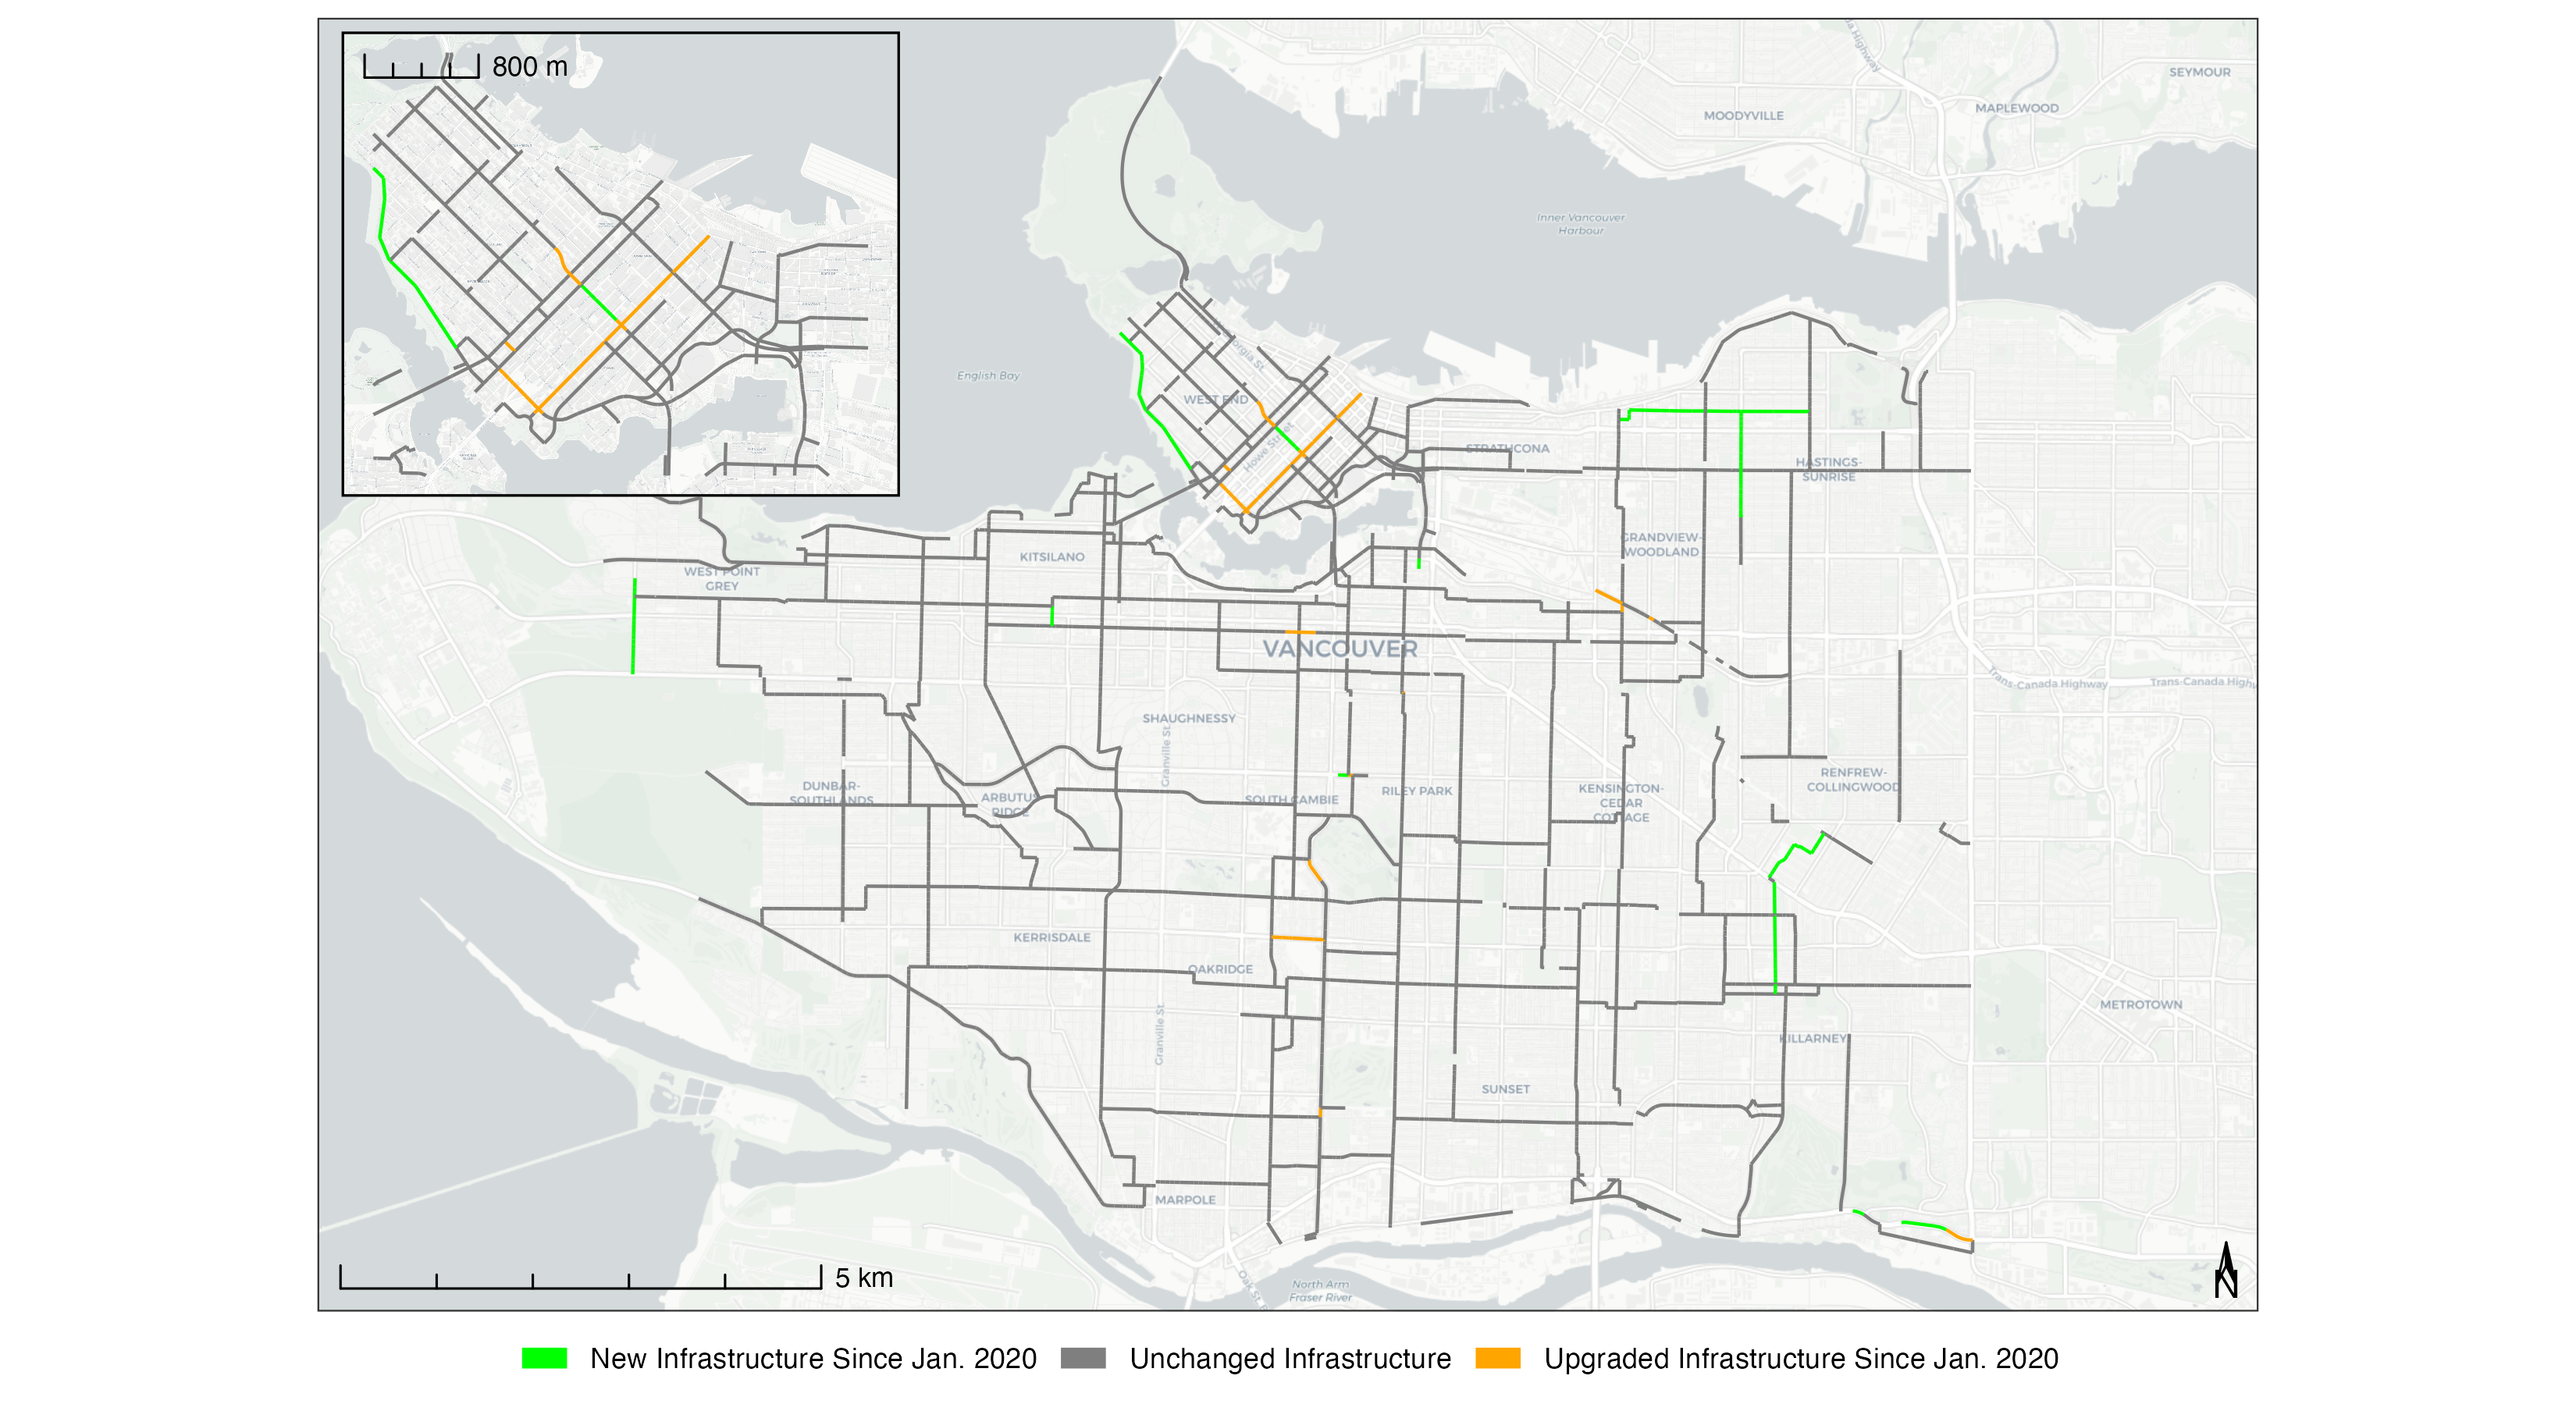 800 m
SEYMOUR
MAPLEWOOD
MOODYVILLE
Inner Vancouver
Harbour
English Bay
WEST END
Howe Street
STRATHCONA
HASTINGS-
SUNRISE
GRANDVIEW-
WOODLAND
KITSILANO
WEST POINT
GREY
VANCOUVER
Trans-Canada Highway
SHAUGHNESSY
Granville St.
DUNBAR-
SOUTHLANDS
ARBUTUS
RIDGE
SOUTH CAMBIE
RILEY PARK
KENSINGTON-
CEDAR
COTTAGE
RENFREW-
COLLINGWOOD
KERRISDALE
OAKRIDGE
METROTOWN
Granville St.
KILLARNEY
SUNSET
MARPOLE
5 km
North Arm
Fraser River
N
New Infrastructure Since Jan. 2020
Unchanged Infrastructure
Upgraded Infrastructure Since Jan. 2020